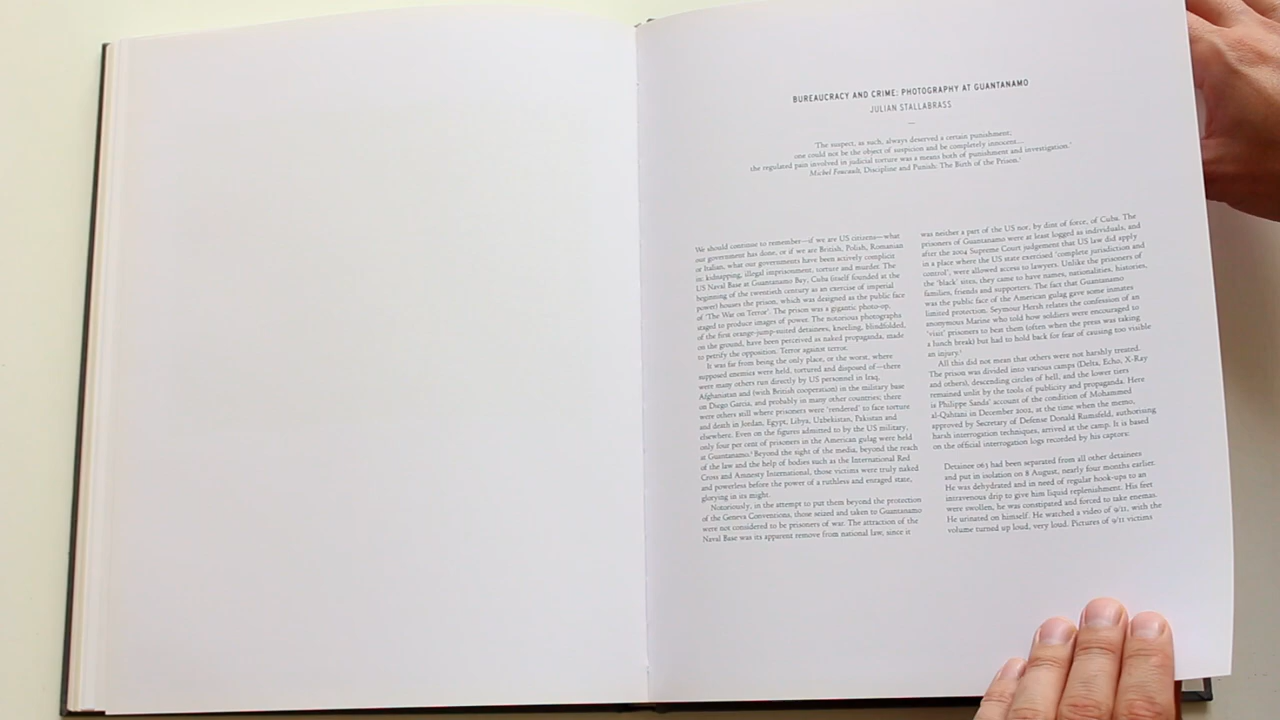 BUREAUCRACY AND CRIME: PHOTOGRAPHY AT GUANTANAMO
JULIAN STALLABRASS
—
The suspect, as such, always deserved a certain punishment;
one could not be the object of suspicion and be completely innocent...
the regulated pain involved in judicial torture was a means both of punishment and investigation.¹
Michel Foucault, Discipline and Punish: The Birth of the Prison.¹
We should continue to remember—if we are US citizens—what
our government has done, or if we are British, Polish, Romanian
or Italian, what our governments have been actively complicit
in: kidnapping, illegal imprisonment, torture and murder. The
US Naval Base at Guantanamo Bay, Cuba (itself founded at the
beginning of the twentieth century as an exercise of imperial
power) houses the prison, which was designed as the public face
of 'The War on Terror'. The prison was a gigantic photo-op,
staged to produce images of power. The notorious photographs
of the first orange-jump-suited detainees, kneeling, blindfolded,
on the ground, have been perceived as naked propaganda, made
to petrify the opposition. Terror against terror.
It was far from being the only place, or the worst, where
supposed enemies were held, tortured and disposed of—there
were many others run directly by US personnel in Iraq,
Afghanistan and (with British cooperation) in the military base
on Diego Garcia, and probably in many other countries; there
were others still where prisoners were 'rendered' to face torture
and death in Jordan, Egypt, Libya, Uzbekistan, Pakistan and
elsewhere. Even on the figures admitted to by the US military,
only four per cent of prisoners in the American gulag were held
at Guantanamo.² Beyond the sight of the media, beyond the reach
of the law and the help of bodies such as the International Red
Cross and Amnesty International, those victims were truly naked
and powerless before the power of a ruthless and enraged state,
glorying in its might.
Notoriously, in the attempt to put them beyond the protection
of the Geneva Conventions, those seized and taken to Guantanamo
were not considered to be prisoners of war. The attraction of the
Naval Base was its apparent remove from national law, since it
was neither a part of the US nor, by dint of force, of Cuba. The
prisoners of Guantanamo were at least logged as individuals, and
after the 2004 Supreme Court judgement that US law did apply
in a place where the US state exercised 'complete jurisdiction and
control', were allowed access to lawyers. Unlike the prisoners of
the 'black' sites, they came to have names, nationalities, histories,
families, friends and supporters. The fact that Guantanamo
was the public face of the American gulag gave some inmates
limited protection. Seymour Hersh relates the confession of an
anonymous Marine who told how soldiers were encouraged to
'visit' prisoners to beat them (often when the press was taking
a lunch break) but had to hold back for fear of causing too visible
an injury.³
All this did not mean that others were not harshly treated.
The prison was divided into various camps (Delta, Echo, X-Ray
and others), descending circles of hell, and the lower tiers
remained unlit by the tools of publicity and propaganda. Here
is Philippe Sands' account of the condition of Mohammed
al-Qahtani in December 2002, at the time when the memo,
approved by Secretary of Defense Donald Rumsfeld, authorising
harsh interrogation techniques, arrived at the camp. It is based
on the official interrogation logs recorded by his captors:
Detainee 063 had been separated from all other detainees
and put in isolation on 8 August, nearly four months earlier.
He was dehydrated and in need of regular hook-ups to an
intravenous drip to give him liquid replenishment. His feet
were swollen, he was constipated and forced to take enemas.
He urinated on himself. He watched a video of 9/11, with the
volume turned up loud, very loud. Pictures of 9/11 victims